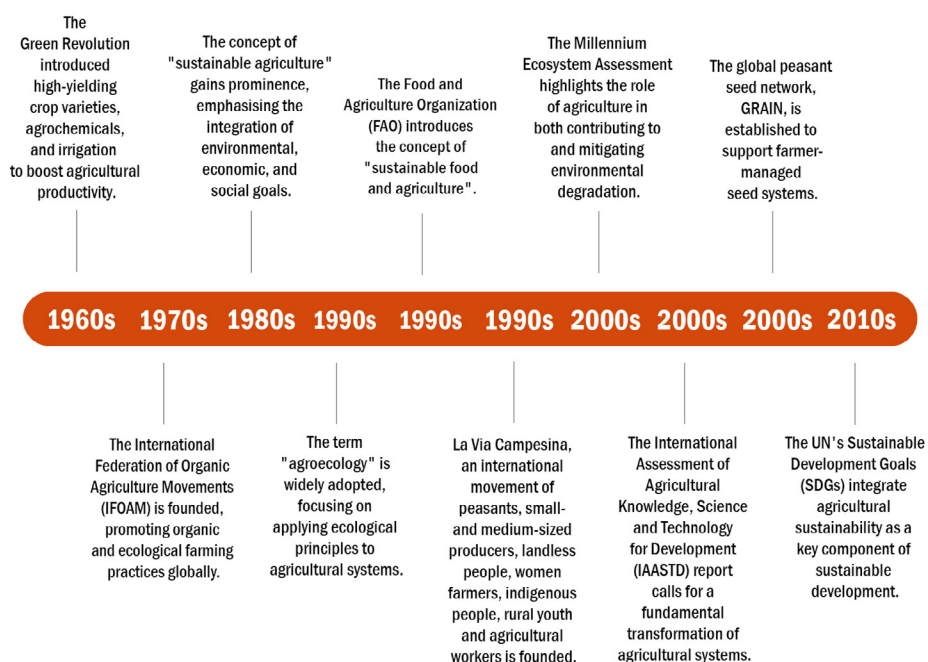 The
Green Revolution
introduced
high-yielding
crop varieties,
agrochemicals,
and irrigation
to boost agricultural
productivity.
The concept of
"sustainable agriculture"
gains prominence,
emphasising the
integration of
environmental,
economic, and
social goals.
The Food and
Agriculture Organization
(FAO) introduces
the concept of
"sustainable food
and agriculture".
The Millennium
Ecosystem Assessment
highlights the role
of agriculture in
both contributing to
and mitigating
environmental
degradation.
The global peasant
seed network,
GRAIN, is
established to
support farmer-
managed
seed systems.
1960s 1970s 1980s 1990s 1990s 1990s 2000s 2000s 2000s 2010s
The International
Federation of Organic
Agriculture Movements
(IFOAM) is founded,
promoting organic
and ecological farming
practices globally.
The term
"agroecology" is
widely adopted,
focusing on
applying ecological
principles to
agricultural systems.
La Via Campesina,
an international
movement of
peasants, small-
and medium-sized
producers, landless
people, women
farmers, indigenous
people, rural youth
and agricultural
workers is founded.
The International
Assessment of
Agricultural
Knowledge, Science
and Technology
for Development
(IAASTD) report
calls for a
fundamental
transformation of
agricultural systems.
The UN's Sustainable
Development Goals
(SDGs) integrate
agricultural
sustainability as a
key component of
sustainable
development.